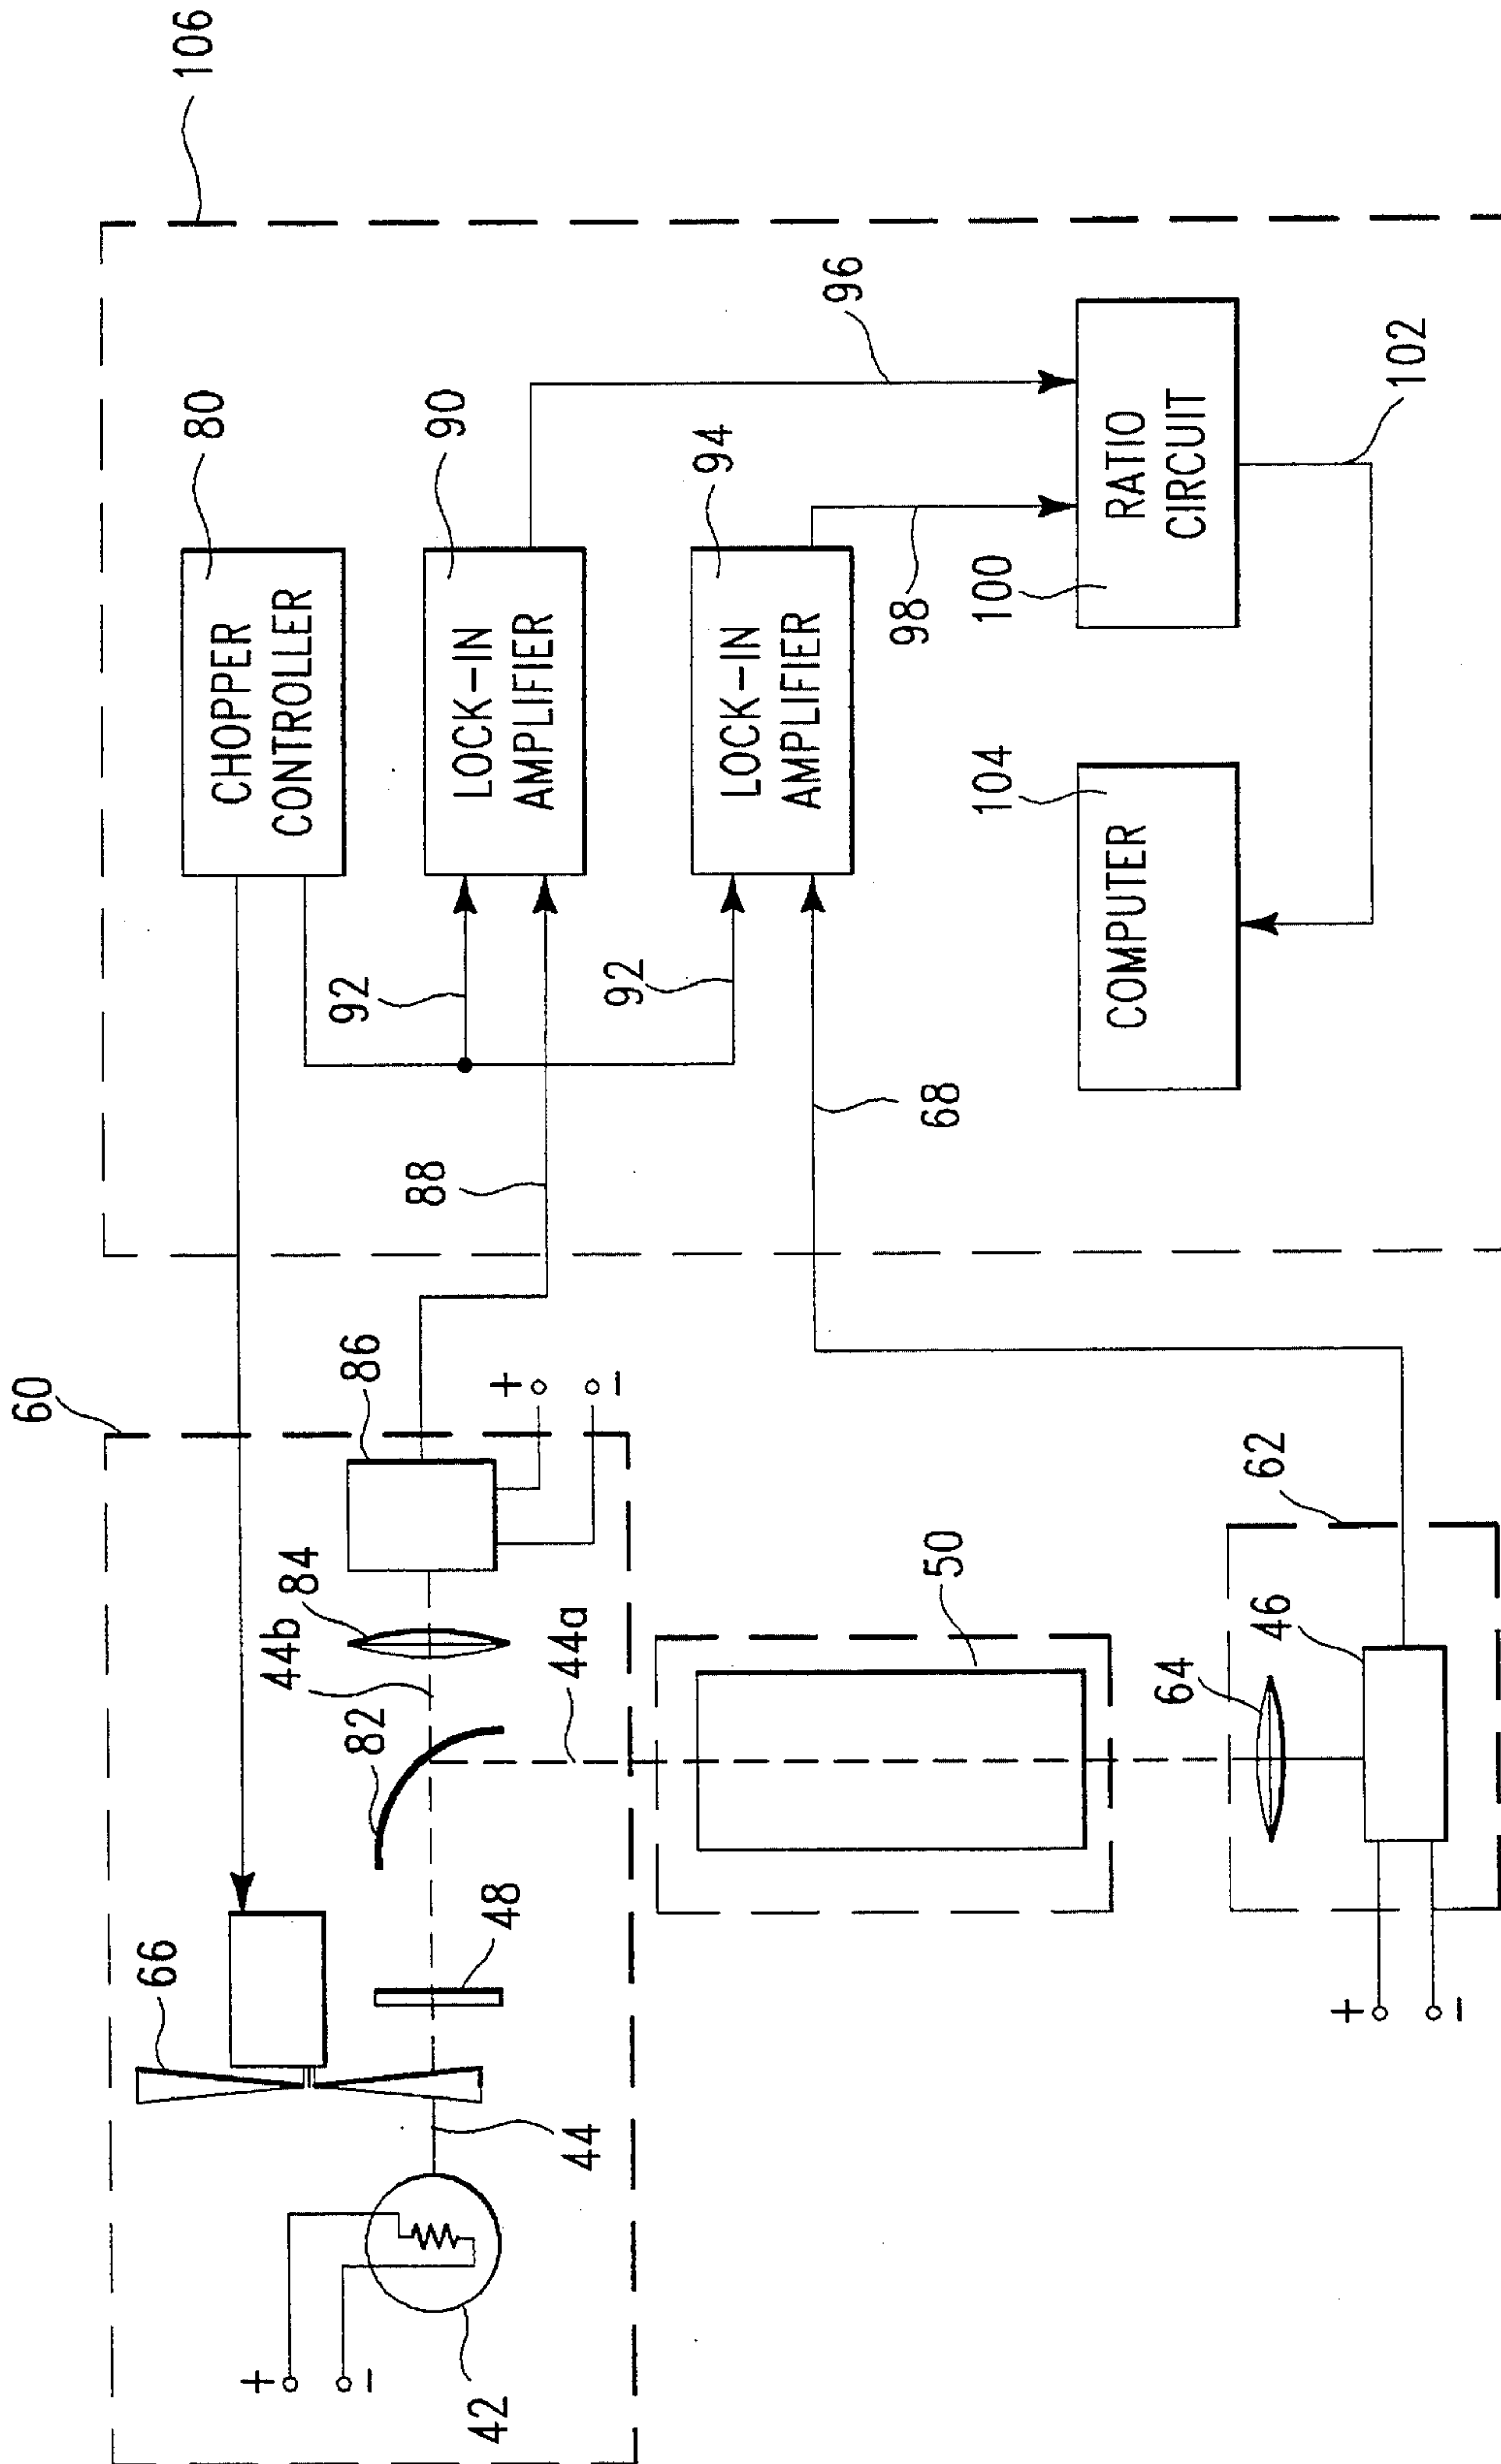 106
80
CHOPPER
CONTROLLER
90
LOCK-IN
AMPLIFIER
94
LOCK-IN
AMPLIFIER
96
98
100
RATIO
CIRCUIT
102
104
COMPUTER
92
92
88
68
60
86
+
−
84
44b
82
44a
66
48
44
+
−
42
50
62
64
46
+
−